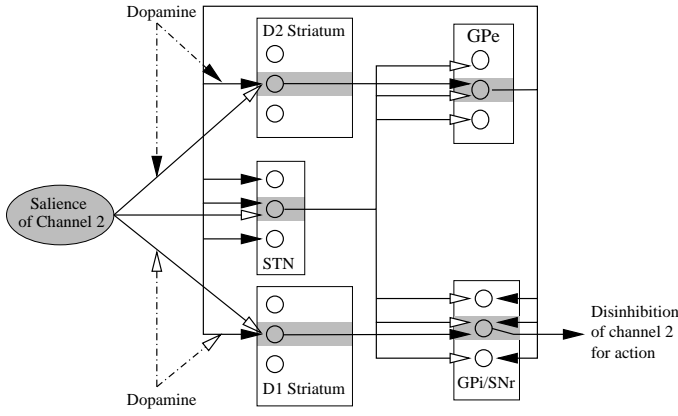 Dopamine
D2 Striatum
GPe
Salience
of Channel 2
STN
Disinhibition
of channel 2
for action
D1 Striatum
GPi/SNr
Dopamine